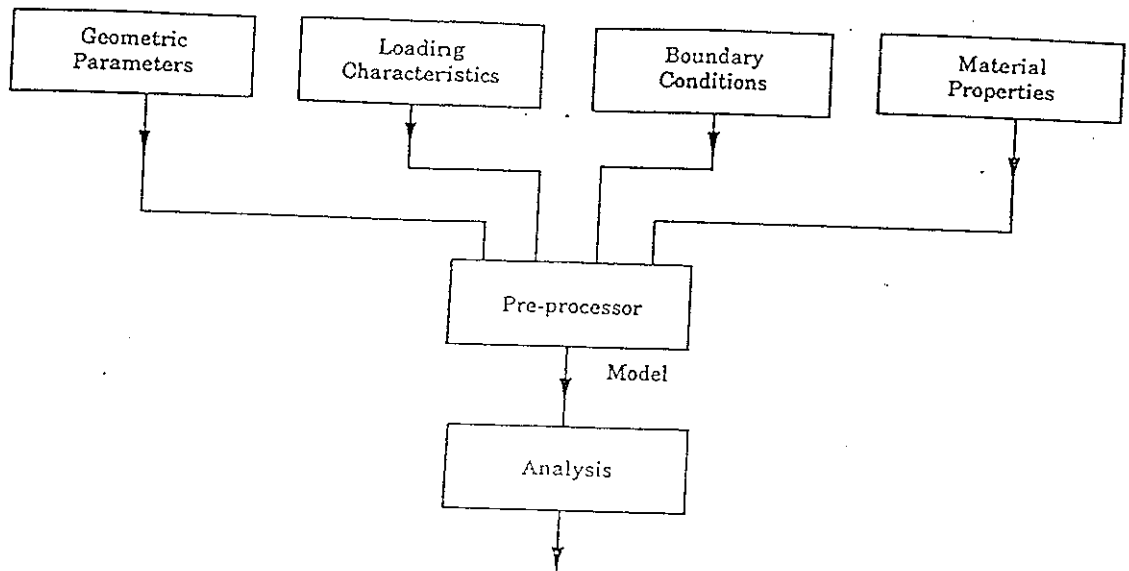 Geometric
Parameters
Loading
Characteristics
Boundary
Conditions
Material
Properties
Pre-processor
Model
Analysis